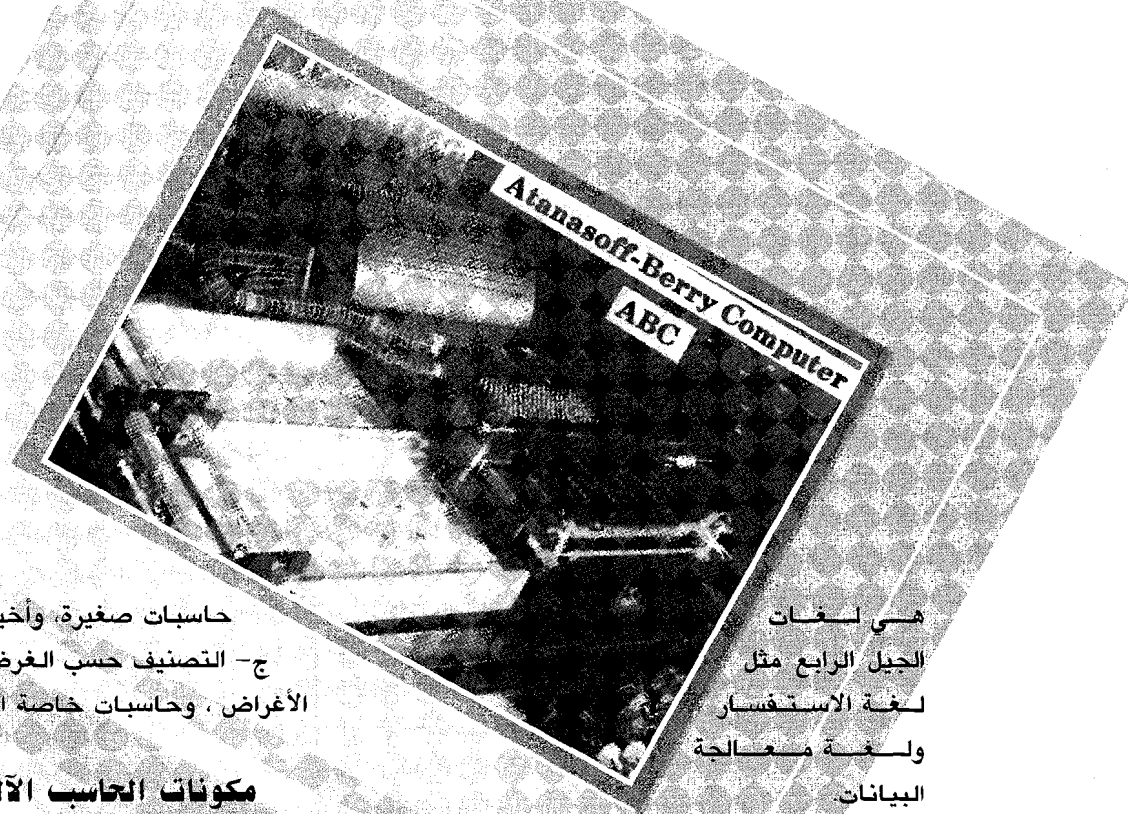 Atanasoff-Berry Computer
ABC
هي لغات
الجيل الرابع مثل
لغة الاستفسار
ولغة معالجة
البيانات.
حاسبات صغيرة، وأخي
ج- التصنيف حسب الغرض
الأغراض ، وحاسبات خاصة ا
مكونات الحاسب الآل